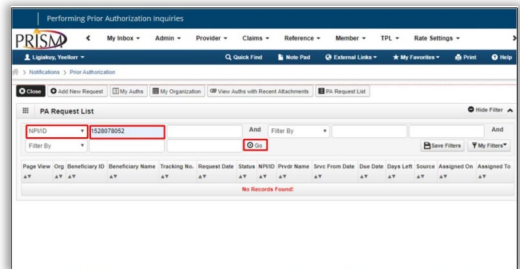 Performing Prior Authorization Inquiries
PRISM < My Inbox Admin Provider Claims Reference Member TPL Rate Settings >
Quick Find Note Pad External Links My Favorites Print Help
> Notifications > Prior Authorization
Close Add New Request My Auths My Organization View Auths with Recent Attachments PA Request List
PA Request List Hide Filter
NPI/ID 1528978052 And Filter By And
Filter By Go Save Filters My Filters
Page View Org Beneficiary ID Beneficiary Name Tracking No. Request Date Status NPI/ID Prvdr Name Srvc From Date Due Date Days Left Source Assigned On Assigned To
No Records Found!